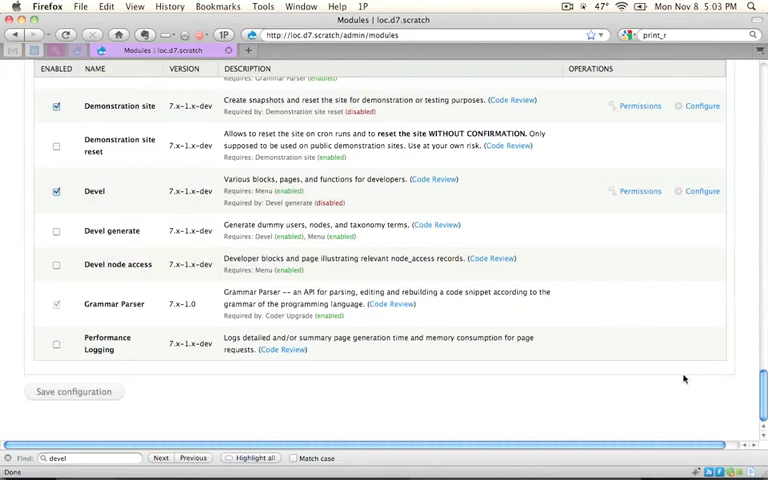 Firefox File Edit View History Bookmarks Tools Window Help 1P 47° Mon Nov 8 5:03 PM
Modules | loc.d7.scratch
1P http://loc.d7.scratch/admin/modules print_r
Modules | loc.d7.scratch
ENABLED NAME VERSION DESCRIPTION OPERATIONS
Requires: Grammar Parser (enabled)
Demonstration site 7.x-1.x-dev Create snapshots and reset the site for demonstration or testing purposes. (Code Review) Permissions Configure
Required by: Demonstration site reset (disabled)
Demonstration site reset 7.x-1.x-dev Allows to reset the site on cron runs and to reset the site WITHOUT CONFIRMATION. Only
supposed to be used on public demonstration sites. Use at your own risk. (Code Review)
Requires: Demonstration site (enabled)
Devel 7.x-1.x-dev Various blocks, pages, and functions for developers. (Code Review) Permissions Configure
Requires: Menu (enabled)
Required by: Devel generate (disabled)
Devel generate 7.x-1.x-dev Generate dummy users, nodes, and taxonomy terms. (Code Review)
Requires: Devel (enabled), Menu (enabled)
Devel node access 7.x-1.x-dev Developer blocks and page illustrating relevant node_access records. (Code Review)
Requires: Menu (enabled)
Grammar Parser 7.x-1.0 Grammar Parser -- an API for parsing, editing and rebuilding a code snippet according to the
grammar of the programming language. (Code Review)
Required by: Coder Upgrade (enabled)
Performance Logging 7.x-1.x-dev Logs detailed and/or summary page generation time and memory consumption for page
requests. (Code Review)
Save configuration
Find: devel Next Previous Highlight all Match case
Done